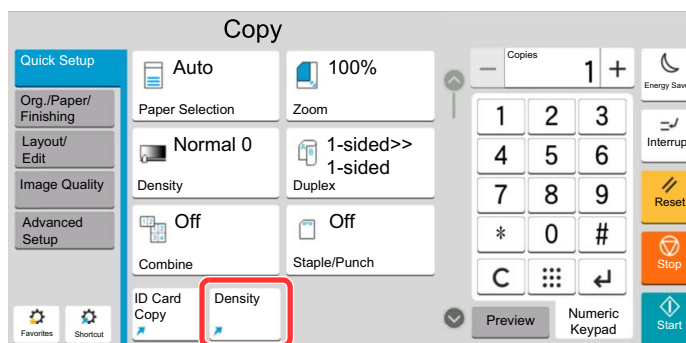 Copy
Quick Setup
Org./Paper/
Finishing
Layout/
Edit
Image Quality
Advanced
Setup
Favorites
Shortcut
Auto
Paper Selection
100%
Zoom
Normal 0
Density
1-sided>>
1-sided
Duplex
Off
Combine
Off
Staple/Punch
ID Card
Copy
Density
Copies
− 1 +
1 2 3
4 5 6
7 8 9
* 0 #
C
Preview
Numeric
Keypad
Energy Save
Interrup
Reset
Stop
Start